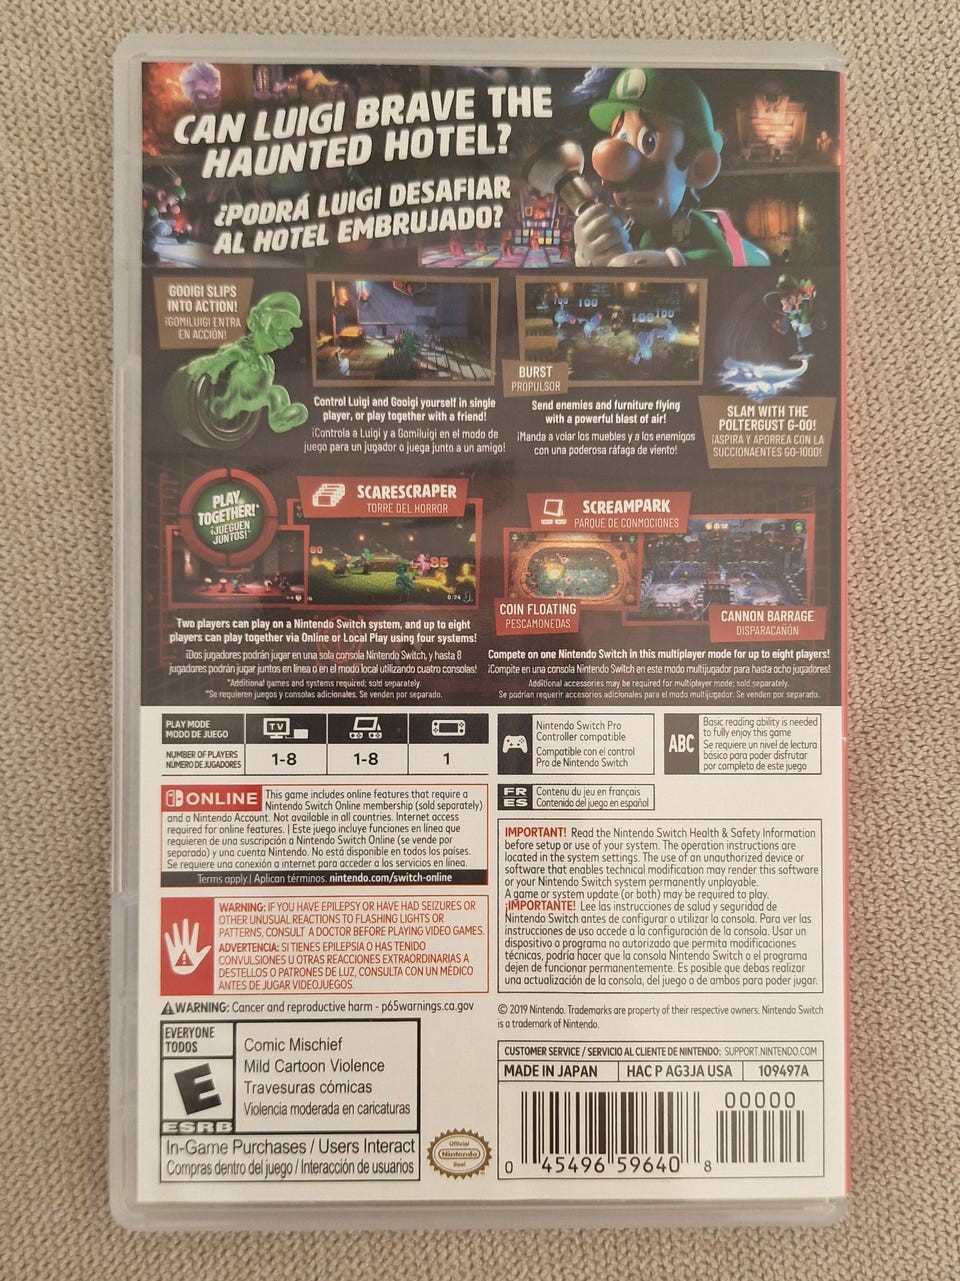 CAN LUIGI BRAVE THE
HAUNTED HOTEL?
¿PODRÁ LUIGI DESAFIAR
AL HOTEL EMBRUJADO?
GOOIGI SLIPS
INTO ACTION!
¡GOMILUIGI ENTRA
EN ACCIÓN!
Control Luigi and Gooigi yourself in single
player, or play together with a friend!
¡Controla a Luigi y a Gomiluigi en el modo de
juego para un jugador o juega junto a un amigo!
100 100
100 100
BURST
PROPULSOR
Send enemies and furniture flying
with a powerful blast of air!
¡Manda a volar los muebles y a los enemigos
con una poderosa ráfaga de viento!
SLAM WITH THE
POLTERGUST G-00!
¡ASPIRA Y APORREA CON LA
SUCCIONAENTES GO-1000!
PLAY
TOGETHER!*
¡JUEGUEN
JUNTOS!*
SCARESCRAPER
TORRE DEL HORROR
85
0/24
Two players can play on a Nintendo Switch system, and up to eight
players can play together via Online or Local Play using four systems!
¡Dos jugadores podrán jugar en una sola consola Nintendo Switch, y hasta 8
jugadores podrán jugar juntos en línea o en el modo local utilizando cuatro consolas!
*Additional games and systems required; sold separately.
*Se requieren juegos y consolas adicionales. Se venden por separado.
SCREAMPARK
PARQUE DE CONMOCIONES
COIN FLOATING
PESCAMONEDAS
CANNON BARRAGE
DISPARACAÑÓN
Compete on one Nintendo Switch in this multiplayer mode for up to eight players!
¡Compite en una consola Nintendo Switch en este modo multijugador para hasta ocho jugadores!
Additional accessories may be required for multiplayer mode; sold separately.
Se podrían requerir accesorios adicionales para el modo multijugador. Se venden por separado.
PLAY MODE
MODO DE JUEGO
TV
NUMBER OF PLAYERS
NÚMERO DE JUGADORES
1-8
1-8
1
Nintendo Switch Pro
Controller compatible
Compatible con el control
Pro de Nintendo Switch
ABC
Basic reading ability is needed
to fully enjoy this game
Se requiere un nivel de lectura
básico para poder disfrutar
por completo de este juego
FR
ES
Contenu du jeu en français
Contenido del juego en español
ONLINE
This game includes online features that require a
Nintendo Switch Online membership (sold separately)
and a Nintendo Account. Not available in all countries. Internet access
required for online features. | Este juego incluye funciones en línea que
requieren de una suscripción a Nintendo Switch Online (se vende por
separado) y una cuenta Nintendo. No está disponible en todos los países.
Se requiere una conexión a internet para acceder a los servicios en línea.
Terms apply.| Aplican términos. nintendo.com/switch-online
WARNING: IF YOU HAVE EPILEPSY OR HAVE HAD SEIZURES OR
OTHER UNUSUAL REACTIONS TO FLASHING LIGHTS OR
PATTERNS, CONSULT A DOCTOR BEFORE PLAYING VIDEO GAMES.
ADVERTENCIA: SI TIENES EPILEPSIA O HAS TENIDO
CONVULSIONES U OTRAS REACCIONES EXTRAORDINARIAS A
DESTELLOS O PATRONES DE LUZ, CONSULTA CON UN MÉDICO
ANTES DE JUGAR VIDEOJUEGOS.
WARNING: Cancer and reproductive harm - p65warnings.ca.gov
IMPORTANT! Read the Nintendo Switch Health & Safety Information
before setup or use of your system. The operation instructions are
located in the system settings. The use of an unauthorized device or
software that enables technical modification may render this software
or your Nintendo Switch system permanently unplayable.
A game or system update (or both) may be required to play.
¡IMPORTANTE! Lee las instrucciones de salud y seguridad de
Nintendo Switch antes de configurar o utilizar la consola. Para ver las
instrucciones de uso accede a la configuración de la consola. Usar un
dispositivo o programa no autorizado que permita modificaciones
técnicas, podría hacer que la consola Nintendo Switch o el programa
dejen de funcionar permanentemente. Es posible que debas realizar
una actualización de la consola, del juego o de ambos para poder jugar.
© 2019 Nintendo. Trademarks are property of their respective owners. Nintendo Switch
is a trademark of Nintendo.
EVERYONE
TODOS
E
ESRB
Comic Mischief
Mild Cartoon Violence
Travesuras cómicas
Violencia moderada en caricaturas
In-Game Purchases / Users Interact
Compras dentro del juego / Interacción de usuarios
Official
Nintendo
Seal
CUSTOMER SERVICE / SERVICIO AL CLIENTE DE NINTENDO: SUPPORT.NINTENDO.COM
MADE IN JAPAN
HAC P AG3JA USA
109497A
00000
0 45496 59640 8